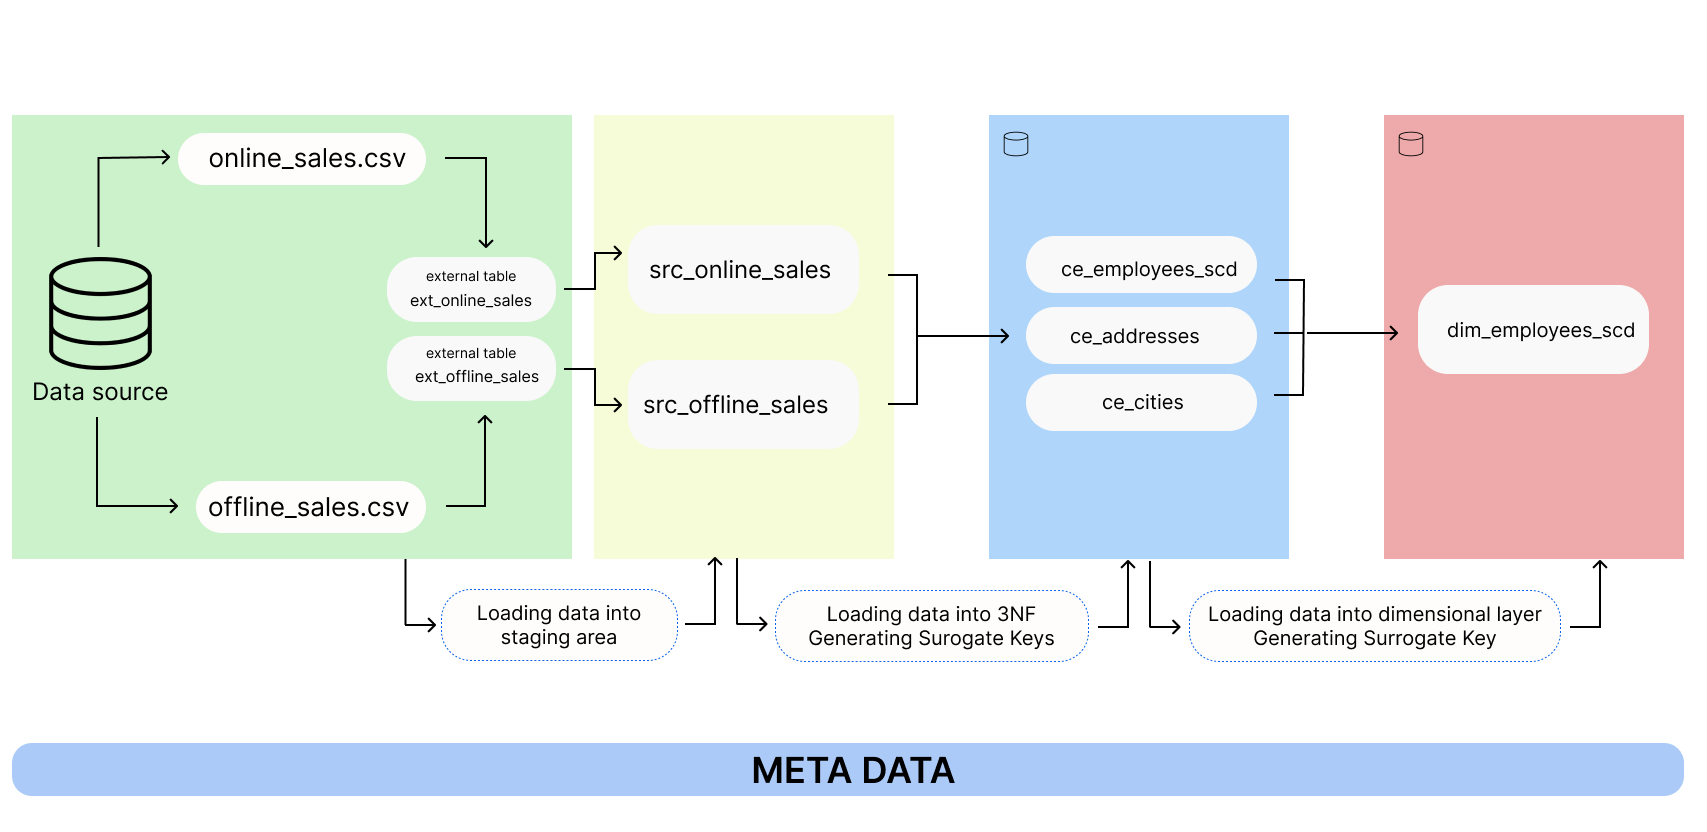 online_sales.csv
external table
ext_online_sales
external table
ext_offline_sales
Data source
offline_sales.csv
src_online_sales
src_offline_sales
ce_employees_scd
ce_addresses
ce_cities
dim_employees_scd
Loading data into
staging area
Loading data into 3NF
Generating Surogate Keys
Loading data into dimensional layer
Generating Surrogate Key
META DATA